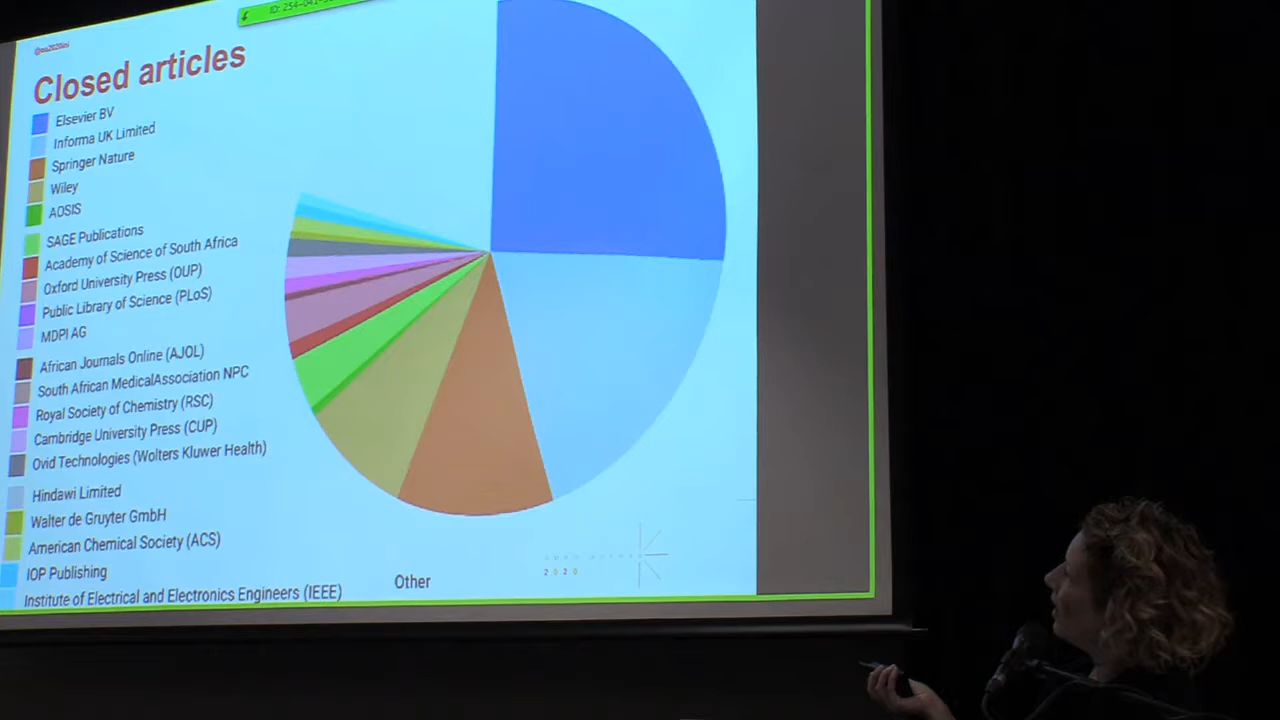 @oa2020ini
Closed articles
Elsevier BV
Informa UK Limited
Springer Nature
Wiley
AOSIS
SAGE Publications
Academy of Science of South Africa
Oxford University Press (OUP)
Public Library of Science (PLoS)
MDPI AG
African Journals Online (AJOL)
South African MedicalAssociation NPC
Royal Society of Chemistry (RSC)
Cambridge University Press (CUP)
Ovid Technologies (Wolters Kluwer Health)
Hindawi Limited
Walter de Gruyter GmbH
American Chemical Society (ACS)
IOP Publishing
Institute of Electrical and Electronics Engineers (IEEE)
Other
2020